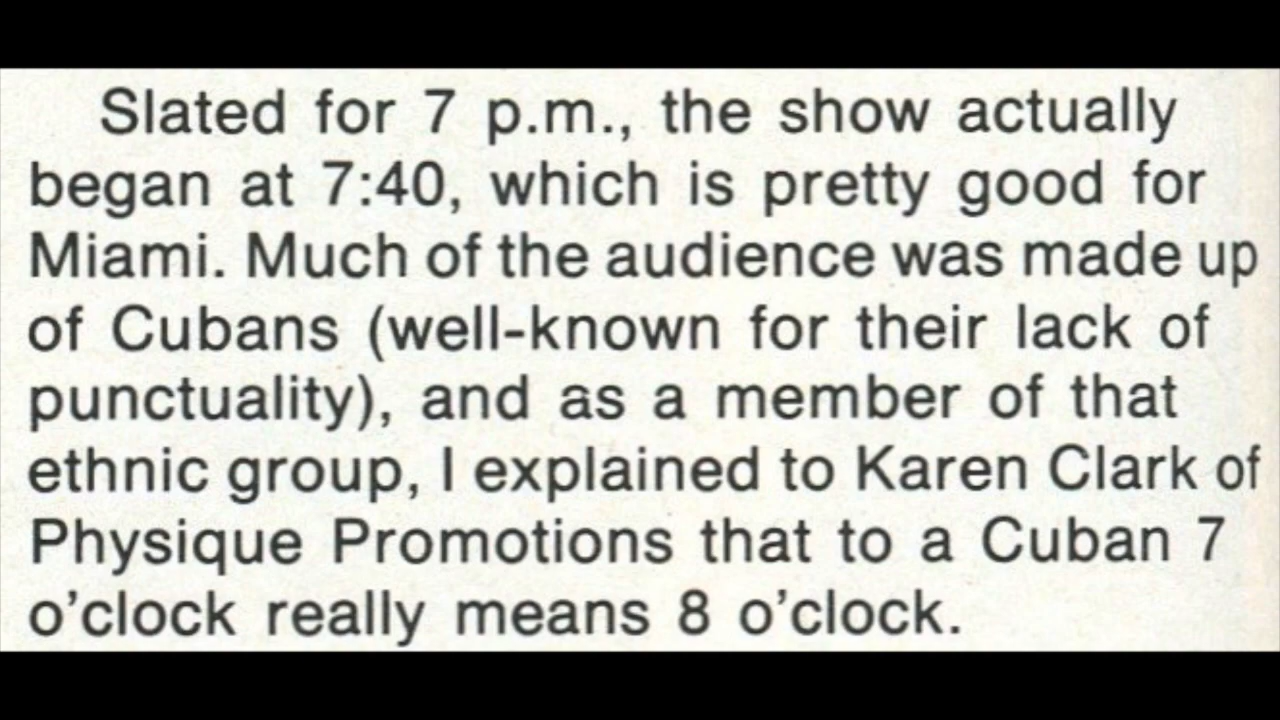 Slated for 7 p.m., the show actually
began at 7:40, which is pretty good for
Miami. Much of the audience was made up
of Cubans (well-known for their lack of
punctuality), and as a member of that
ethnic group, I explained to Karen Clark of
Physique Promotions that to a Cuban 7
o'clock really means 8 o'clock.